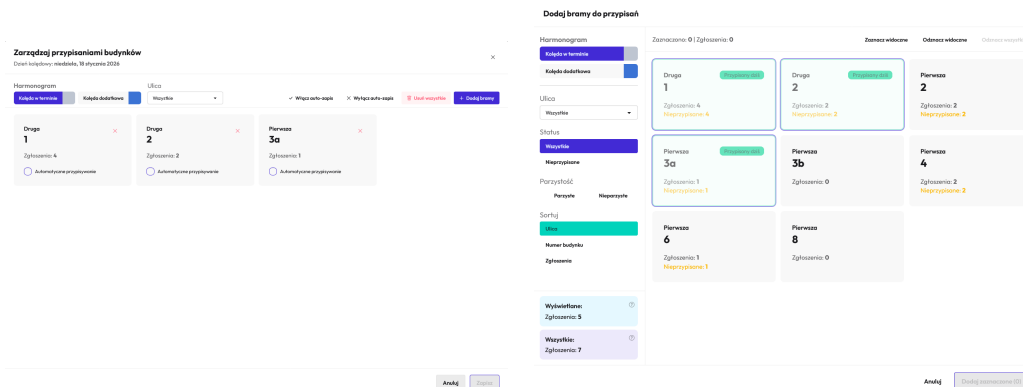 Zarządzaj przypisaniami budynków
Dzień kolędowy: niedziela, 18 stycznia 2026
Harmonogram
Kolęda w terminie
Kolęda dodatkowa
Ulica
Wszystkie
Włącz auto-zapis
Wyłącz auto-zapis
Usuń wszystkie
+ Dodaj bramy
Druga
1
Zgłoszenia: 4
Automatyczne przypisywanie
Druga
2
Zgłoszenia: 2
Automatyczne przypisywanie
Pierwsza
3a
Zgłoszenia: 1
Automatyczne przypisywanie
Anuluj
Zapisz
Dodaj bramy do przypisań
Harmonogram
Kolęda w terminie
Kolęda dodatkowa
Ulica
Wszystkie
Status
Wszystkie
Nieprzypisane
Parzystość
Parzyste
Nieparzyste
Sortuj
Ulica
Numer budynku
Zgłoszenia
Wyświetlane:
Zgłoszenia: 5
Wszystkie:
Zgłoszenia: 7
Zaznaczono: 0 | Zgłoszenia: 0
Zaznacz widoczne
Odznacz widoczne
Odznacz wszystkie
Druga
Przypisano dziś
1
Zgłoszenia: 4
Nieprzypisane: 4
Druga
Przypisano dziś
2
Zgłoszenia: 2
Nieprzypisane: 2
Pierwsza
2
Zgłoszenia: 2
Nieprzypisane: 2
Pierwsza
Przypisano dziś
3a
Zgłoszenia: 1
Nieprzypisane: 1
Pierwsza
3b
Zgłoszenia: 0
Pierwsza
4
Zgłoszenia: 2
Nieprzypisane: 2
Pierwsza
6
Zgłoszenia: 1
Nieprzypisane: 1
Pierwsza
8
Zgłoszenia: 0
Anuluj
Dodaj zaznaczone (0)